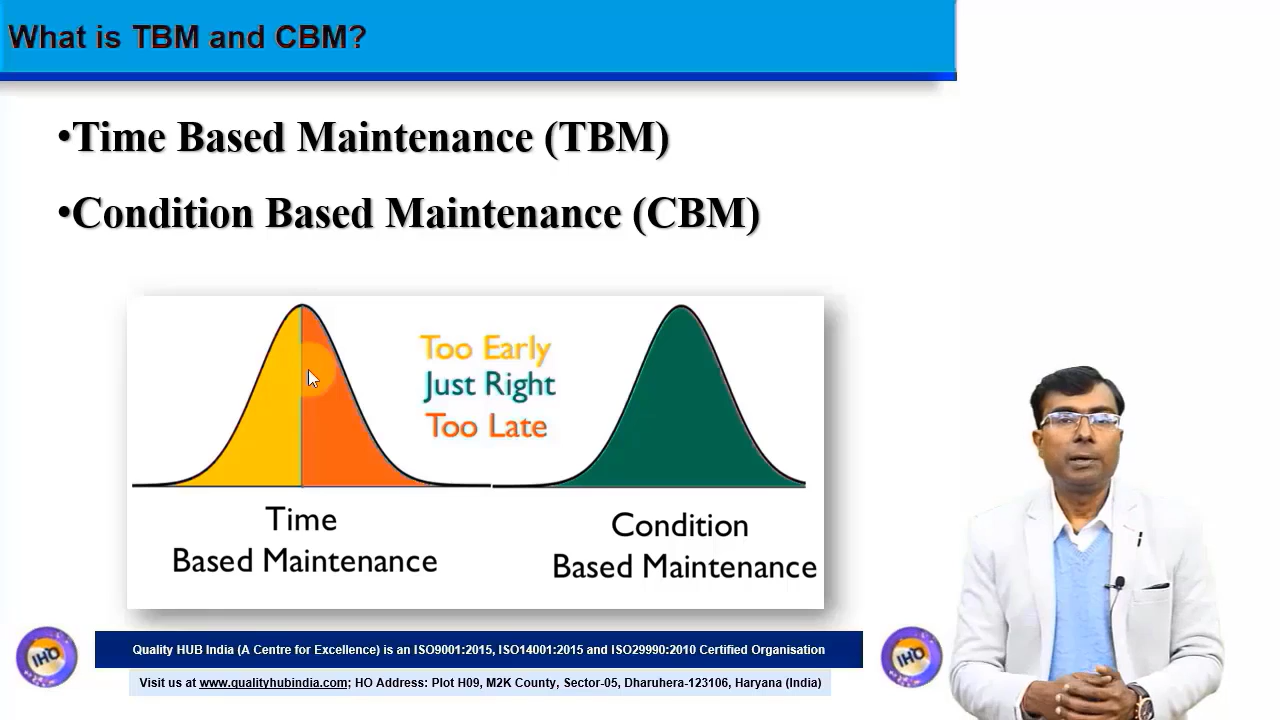 What is TBM and CBM?
•Time Based Maintenance (TBM)
•Condition Based Maintenance (CBM)
Too Early
Just Right
Too Late
Time
Based Maintenance
Condition
Based Maintenance
IHQ
Quality HUB India (A Centre for Excellence) is an ISO9001:2015, ISO14001:2015 and ISO29990:2010 Certified Organisation
IHQ
Visit us at www.qualityhubindia.com; HO Address: Plot H09, M2K County, Sector-05, Dharuhera-123106, Haryana (India)